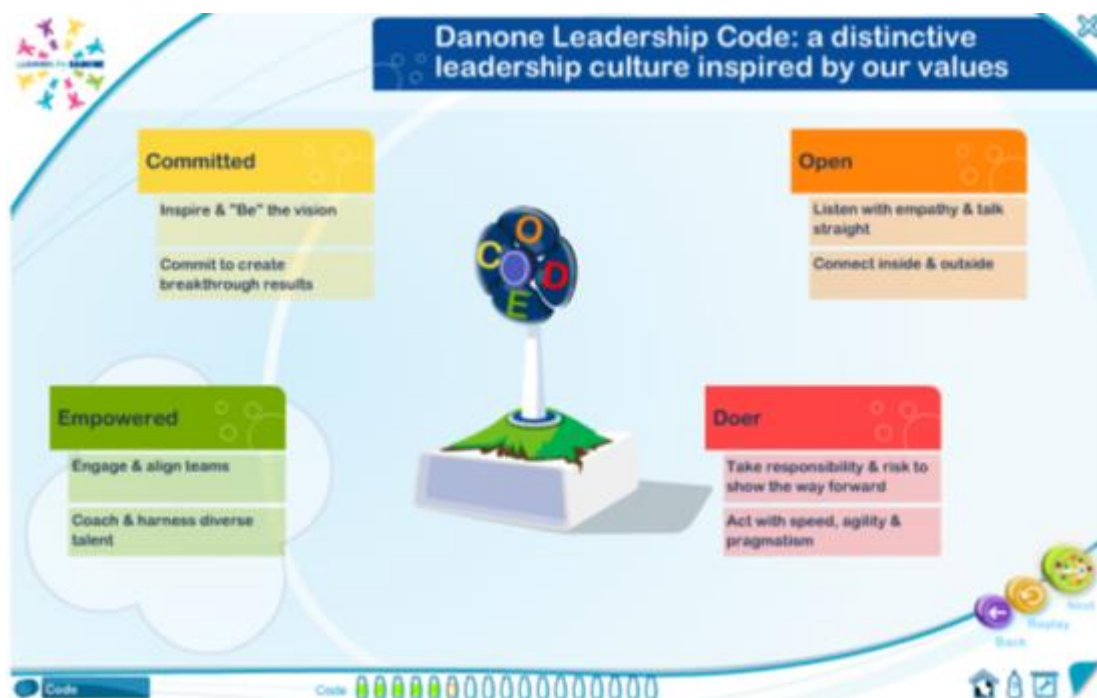 Danone Leadership Code: a distinctive
leadership culture inspired by our values
Committed
Inspire & "Be" the vision
Commit to create
breakthrough results
Open
Listen with empathy & talk
straight
Connect inside & outside
C
O
D
E
Empowered
Engage & align teams
Coach & harness diverse
talent
Doer
Take responsibility & risk to
show the way forward
Act with speed, agility &
pragmatism
Back
Replay
Next
Code
Code